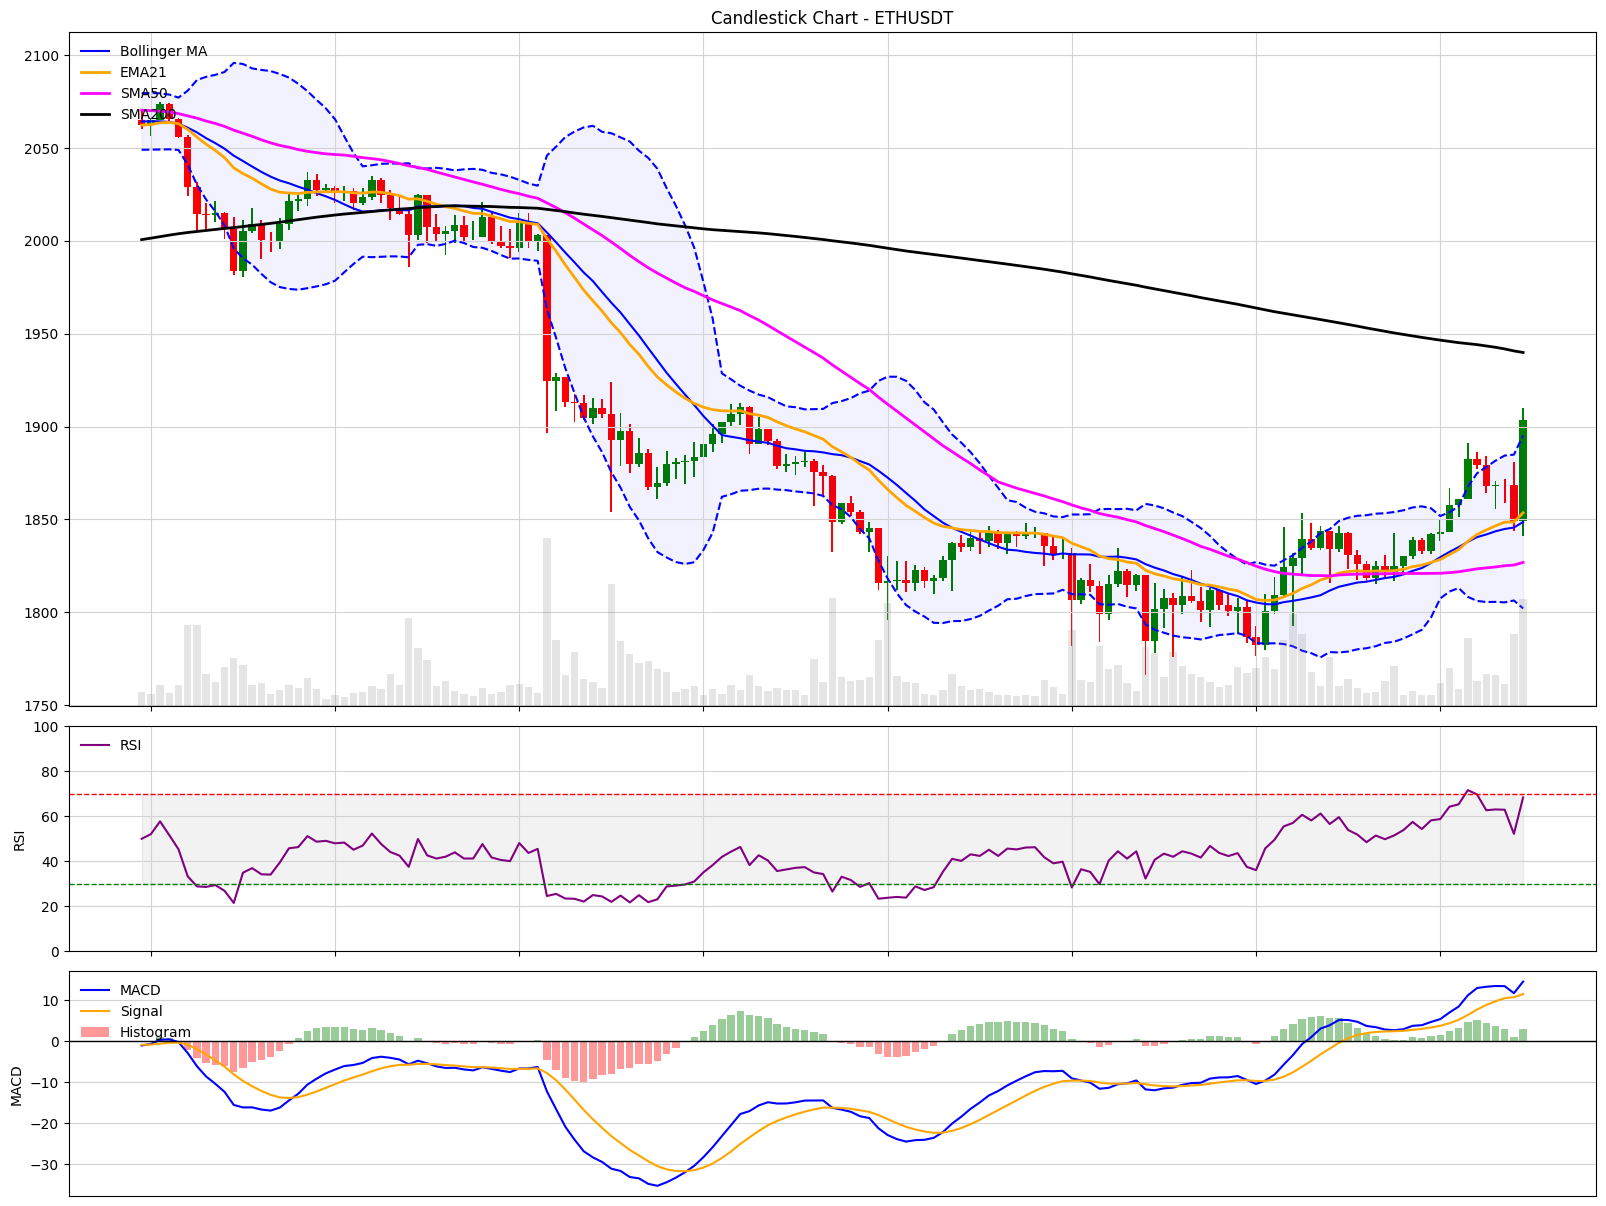 Candlestick Chart - ETHUSDT
Bollinger MA
EMA21
SMA50
SMA200
2100
2050
2000
1950
1900
1850
1800
1750
RSI
100
80
60
40
20
0
RSI
MACD
Signal
Histogram
10
0
−10
−20
−30
MACD